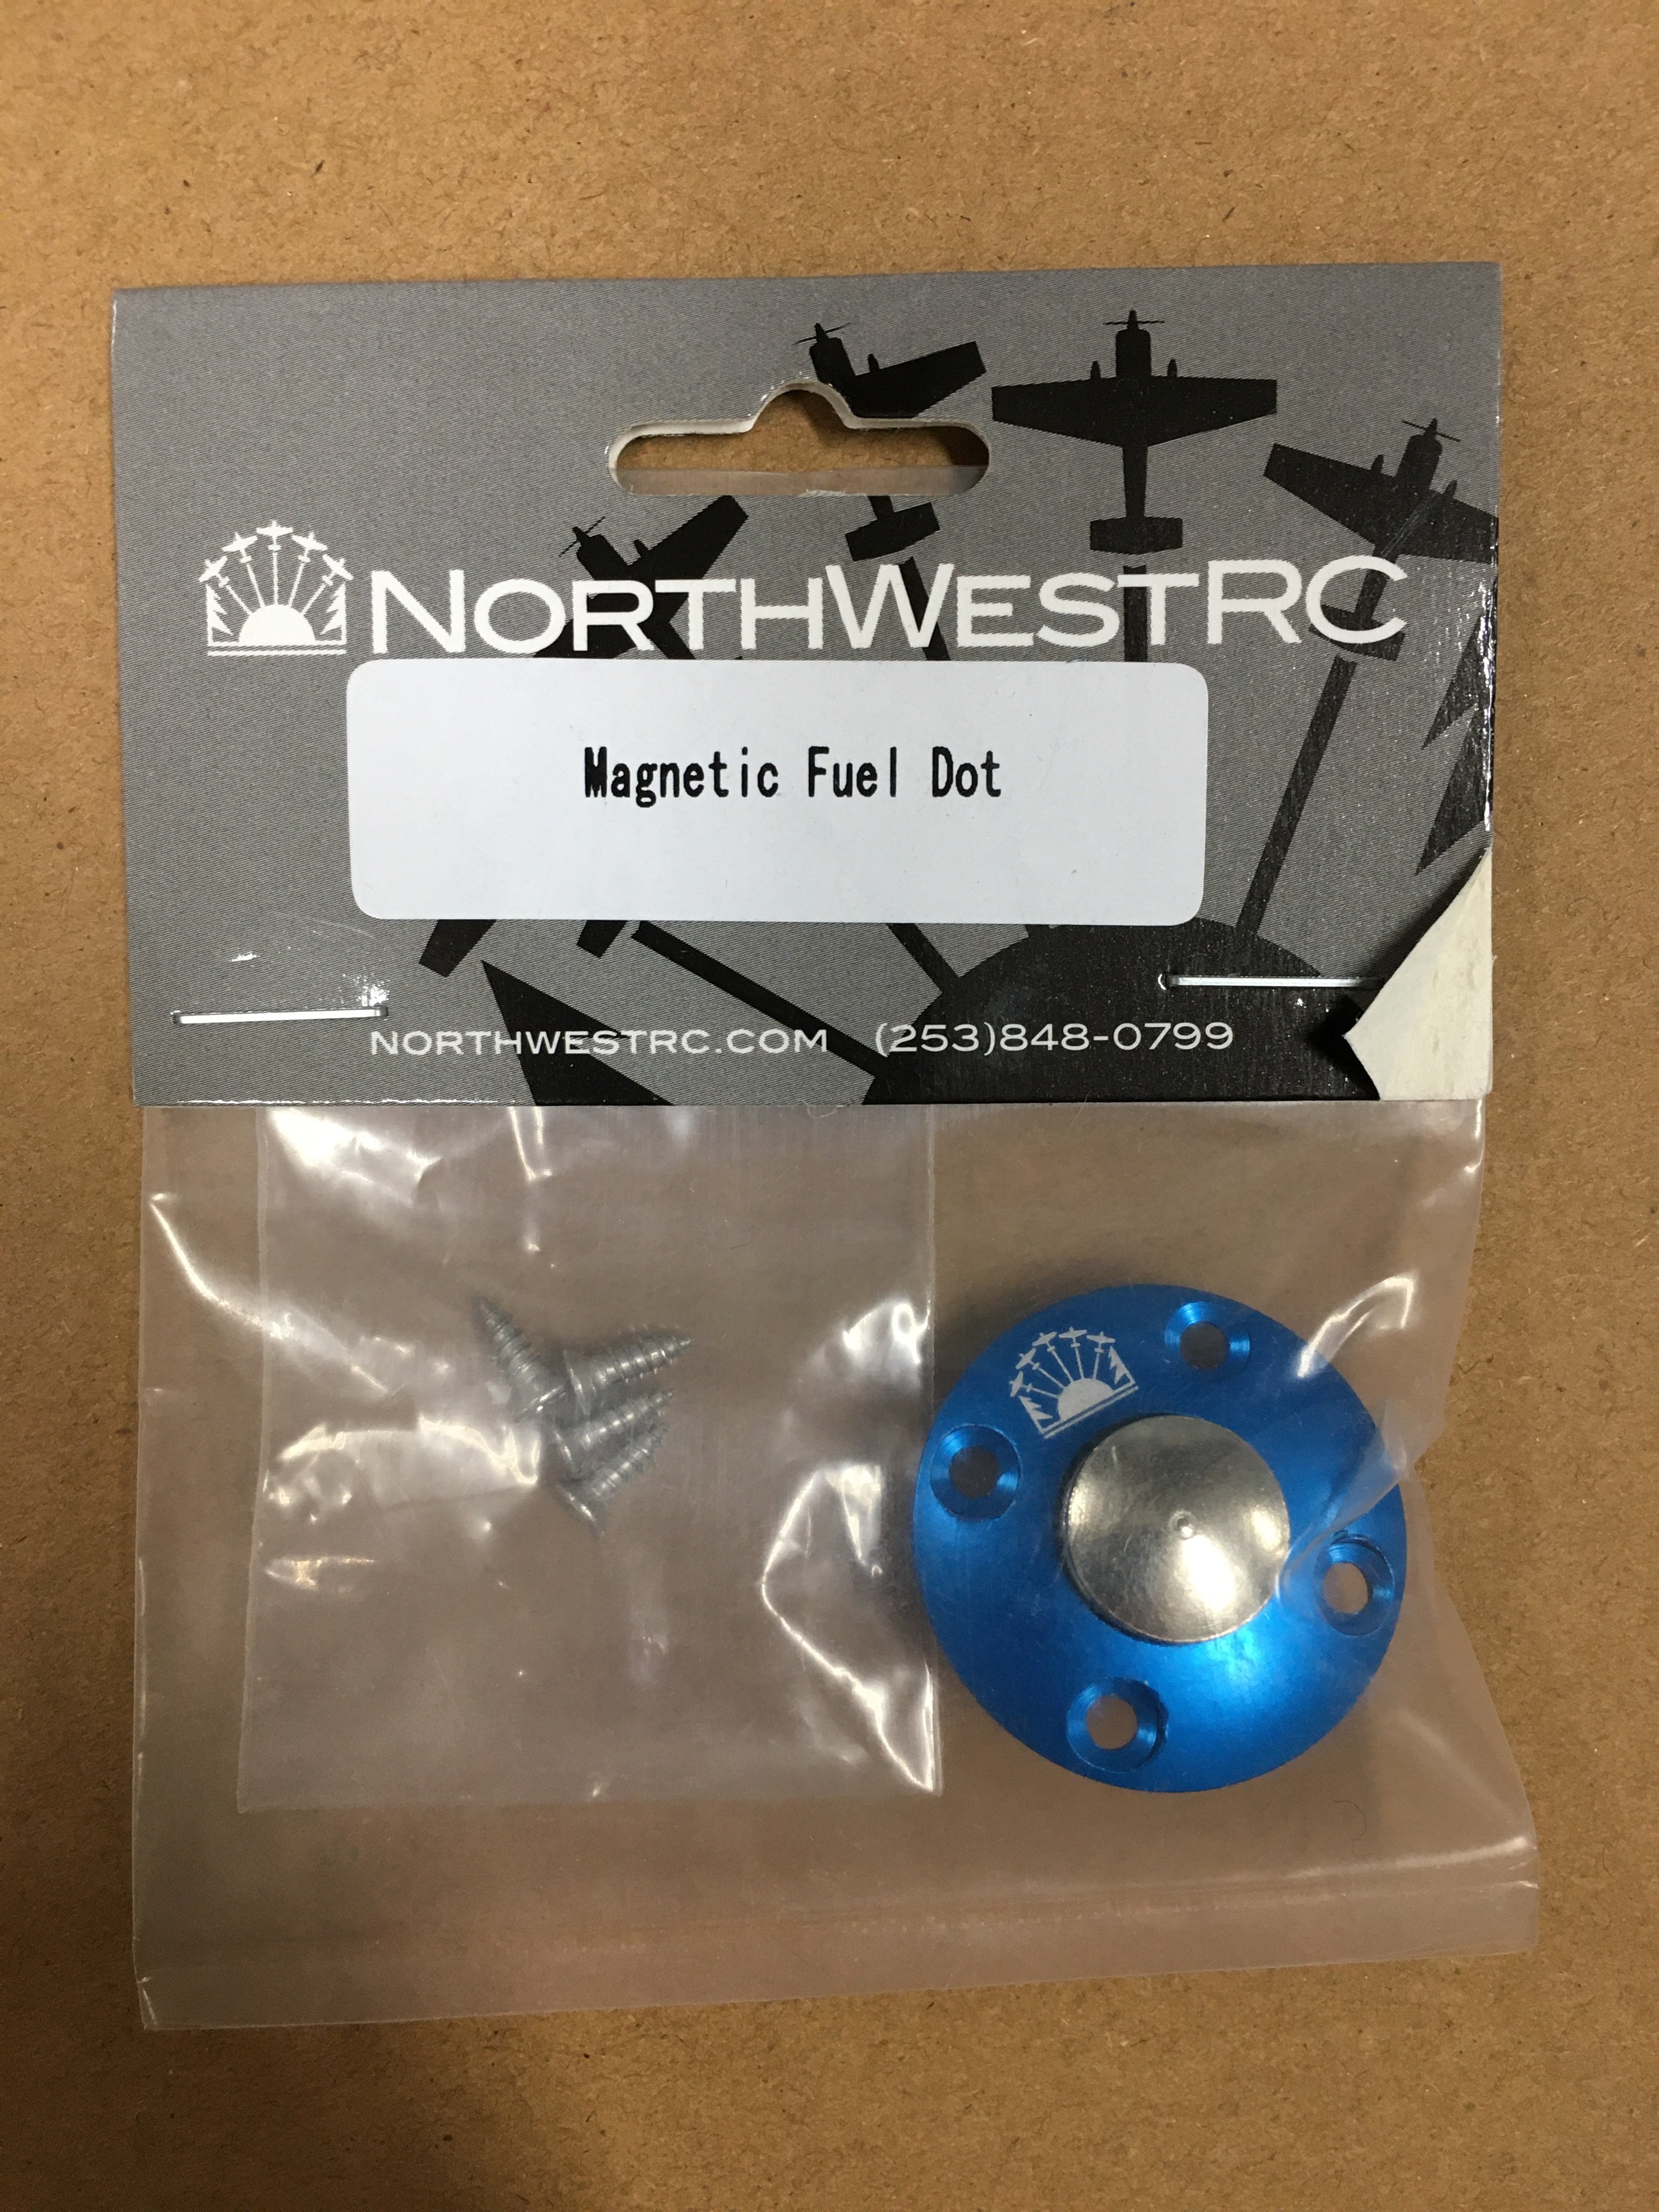 NORTHWESTRC
Magnetic Fuel Dot
NORTHWESTRC.COM (253)848-0799